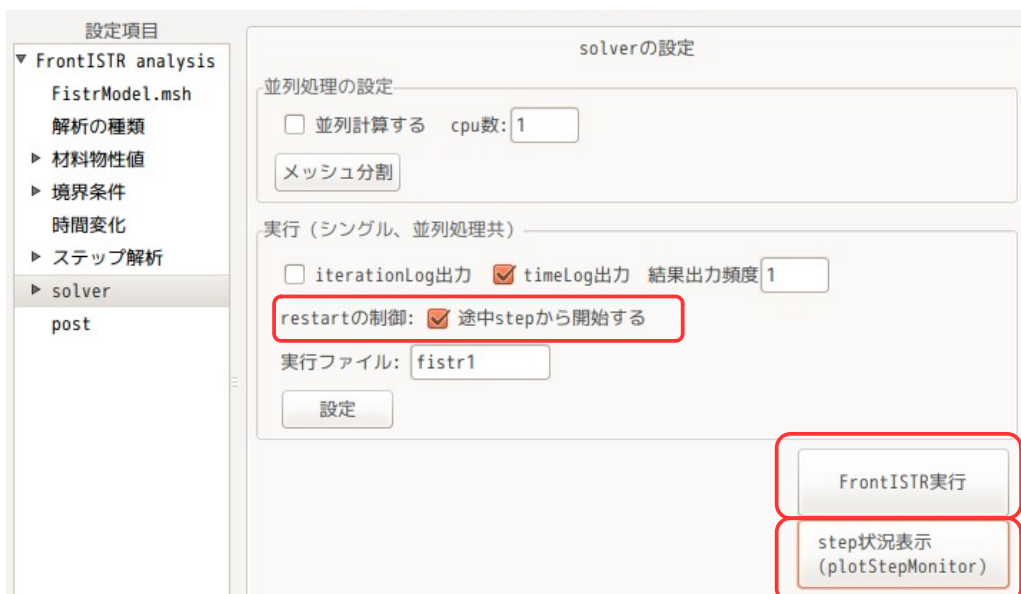 設定項目
▼ FrontISTR analysis
FistrModel.msh
解析の種類
▶ 材料物性値
▶ 境界条件
時間変化
▶ ステップ解析
▶ solver
post
solverの設定
並列処理の設定
並列計算する cpu数: 1
メッシュ分割
実行(シングル、並列処理共)
iterationLog出力 timeLog出力 結果出力頻度 1
restartの制御: 途中stepから開始する
実行ファイル: fistr1
設定
FrontISTR実行
step状況表示
(plotStepMonitor)